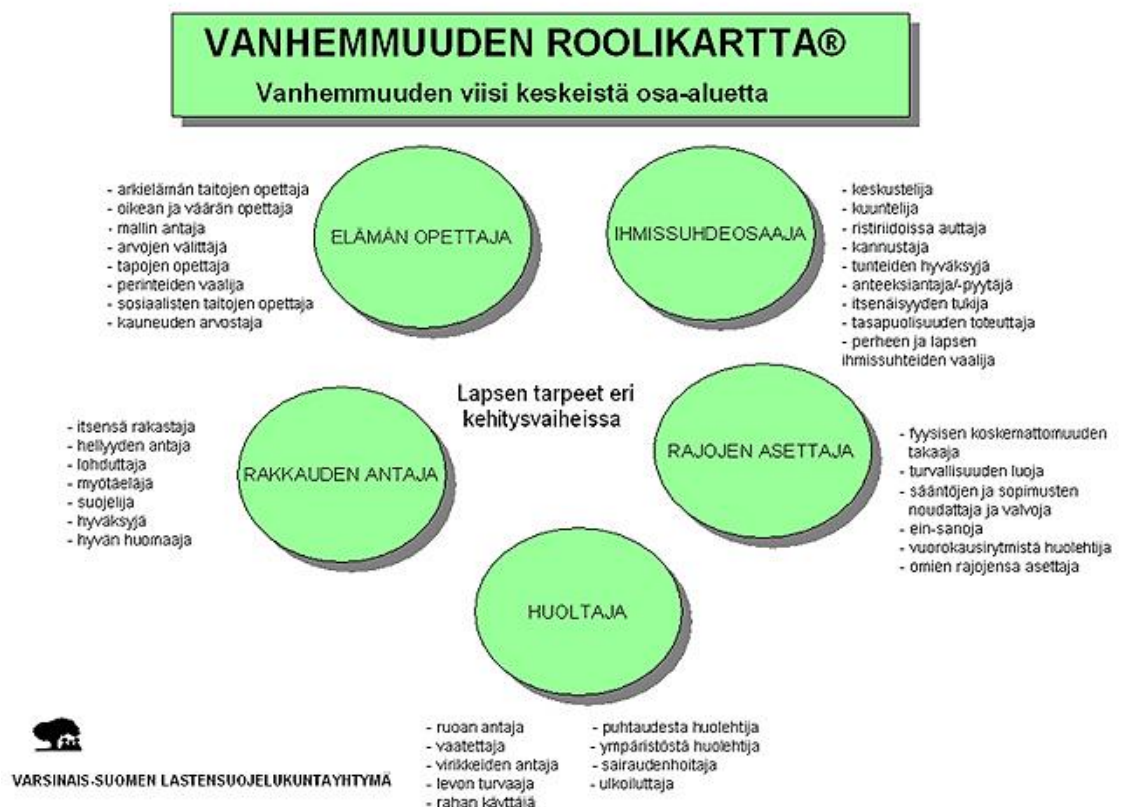 VANHEMMUUDEN ROOLIKARTTA®
Vanhemmuuden viisi keskeistä osa-aluetta
- arkielämän taitojen opettaja
- oikean ja väärän opettaja
- mallin antaja
- arvojen välittäjä
- tapojen opettaja
- perinteiden vaalija
- sosiaalisten taitojen opettaja
- kauneuden arvostaja
ELÄMÄN OPETTAJA
IHMISSUHDEOSAAJA
- keskustelija
- kuuntelija
- ristiriidoissa auttaja
- kannustaja
- tunteiden hyväksyjä
- anteeksiantaja/-pyytäjä
- itsenäisyyden tukija
- tasapuolisuuden toteuttaja
- perheen ja lapsen
ihmissuhteiden vaalija
Lapsen tarpeet eri
kehitysvaiheissa
- itsensä rakastaja
- hellyyden antaja
- lohduttaja
- myötäeläjä
- suojelija
- hyväksyjä
- hyvän huomaaja
RAKKAUDEN ANTAJA
RAJOJEN ASETTAJA
- fyysisen koskemattomuuden
takaaja
- turvallisuuden luoja
- sääntöjen ja sopimusten
noudattaja ja valvoja
- ein-sanoja
- vuorokausirytmistä huolehtija
- omien rajojensa asettaja
HUOLTAJA
- ruoan antaja
- vaatettaja
- virikkeiden antaja
- levon turvaaja
- rahan käyttäjä
- puhtaudesta huolehtija
- ympäristöstä huolehtija
- sairaudenhoitaja
- ulkoiluttaja
VARSINAIS-SUOMEN LASTENSUOJELUKUNTAYHTYMÄ